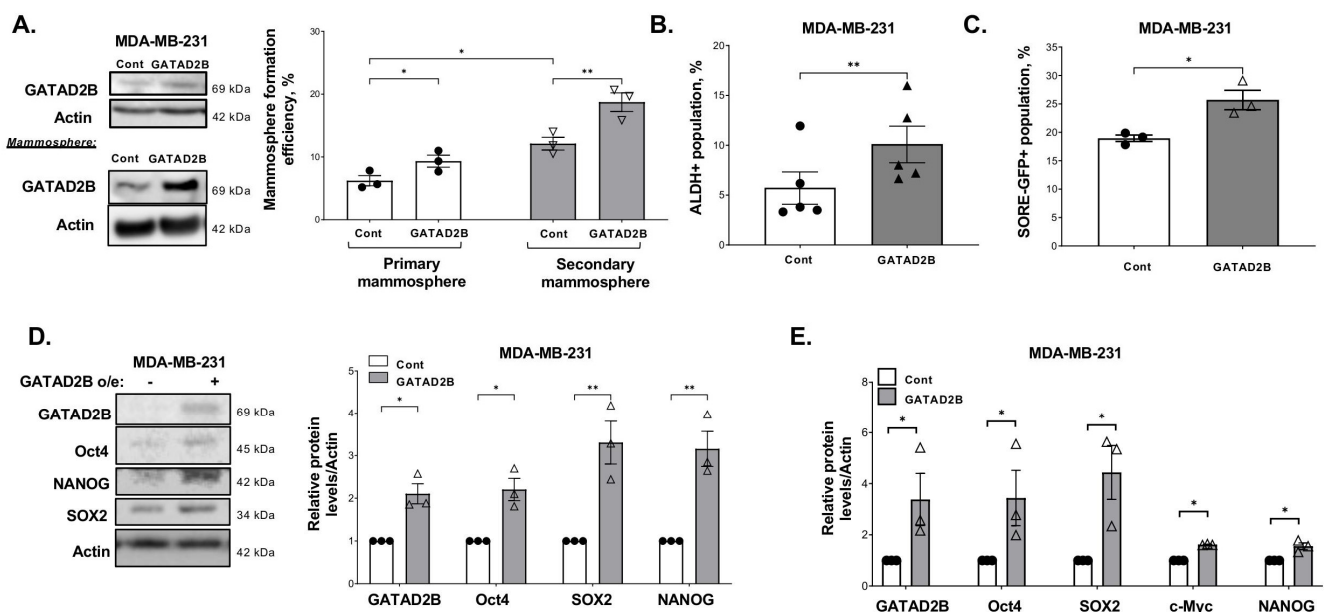 A.
MDA-MB-231
Cont GATAD2B
GATAD2B
69 kDa
Actin
42 kDa
Mammosphere:
Cont GATAD2B
GATAD2B
69 kDa
Actin
42 kDa
Mammosphere formation
efficiency, %
30
20
10
0
*
*
**
Cont
GATAD2B
Cont
GATAD2B
Primary
mammosphere
Secondary
mammosphere
B.
MDA-MB-231
ALDH+ population, %
20
15
10
5
0
**
Cont
GATAD2B
C.
MDA-MB-231
SORE-GFP+ population, %
35
30
25
20
15
10
5
0
*
Cont
GATAD2B
D.
MDA-MB-231
GATAD2B o/e: - +
GATAD2B
69 kDa
Oct4
45 kDa
NANOG
42 kDa
SOX2
34 kDa
Actin
42 kDa
MDA-MB-231
Cont
GATAD2B
Relative protein
levels/Actin
5
4
3
2
1
0
*
*
**
**
GATAD2B
Oct4
SOX2
NANOG
E.
MDA-MB-231
Cont
GATAD2B
Relative protein
levels/Actin
8
6
4
2
0
*
*
*
*
*
GATAD2B
Oct4
SOX2
c-Myc
NANOG